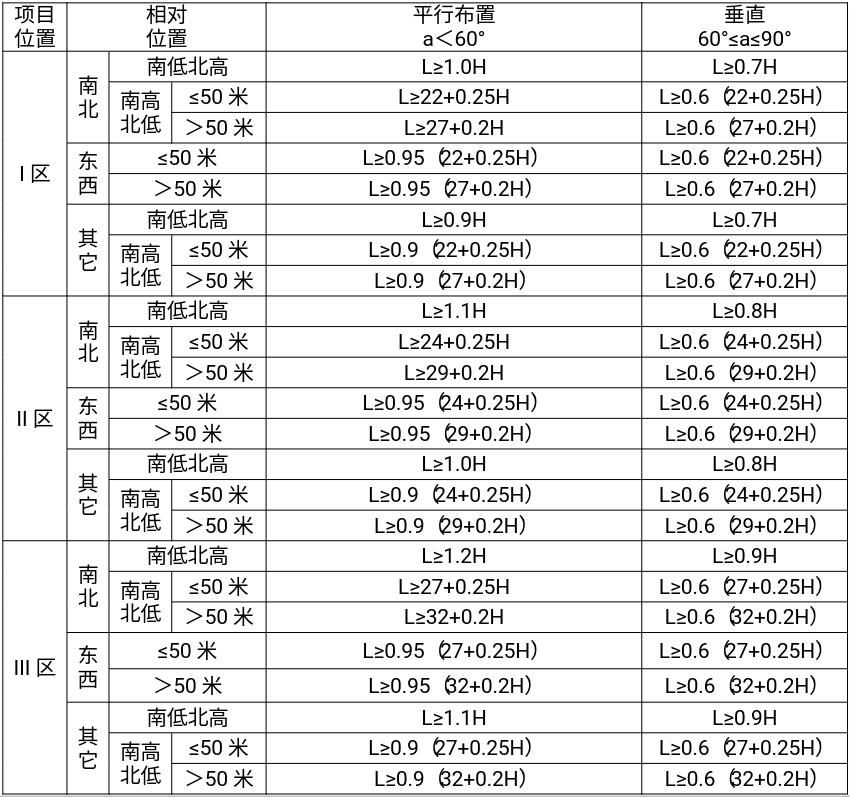 项目位置 相对位置 平行布置 a＜60° 垂直 60°≤a≤90°
I 区 南北 南低北高 L≥1.0H L≥0.7H
南高北低 ≤50 米 L≥22+0.25H L≥0.6（22+0.25H）
＞50 米 L≥27+0.2H L≥0.6（27+0.2H）
东西 ≤50 米 L≥0.95（22+0.25H） L≥0.6（22+0.25H）
＞50 米 L≥0.95（27+0.2H） L≥0.6（27+0.2H）
其它 南低北高 L≥0.9H L≥0.7H
南高北低 ≤50 米 L≥0.9（22+0.25H） L≥0.6（22+0.25H）
＞50 米 L≥0.9（27+0.2H） L≥0.6（27+0.2H）
II 区 南北 南低北高 L≥1.1H L≥0.8H
南高北低 ≤50 米 L≥24+0.25H L≥0.6（24+0.25H）
＞50 米 L≥29+0.2H L≥0.6（29+0.2H）
东西 ≤50 米 L≥0.95（24+0.25H） L≥0.6（24+0.25H）
＞50 米 L≥0.95（29+0.2H） L≥0.6（29+0.2H）
其它 南低北高 L≥1.0H L≥0.8H
南高北低 ≤50 米 L≥0.9（24+0.25H） L≥0.6（24+0.25H）
＞50 米 L≥0.9（29+0.2H） L≥0.6（29+0.2H）
III 区 南北 南低北高 L≥1.2H L≥0.9H
南高北低 ≤50 米 L≥27+0.25H L≥0.6（27+0.25H）
＞50 米 L≥32+0.2H L≥0.6（32+0.2H）
东西 ≤50 米 L≥0.95（27+0.25H） L≥0.6（27+0.25H）
＞50 米 L≥0.95（32+0.2H） L≥0.6（32+0.2H）
其它 南低北高 L≥1.1H L≥0.9H
南高北低 ≤50 米 L≥0.9（27+0.25H） L≥0.6（27+0.25H）
＞50 米 L≥0.9（32+0.2H） L≥0.6（32+0.2H）